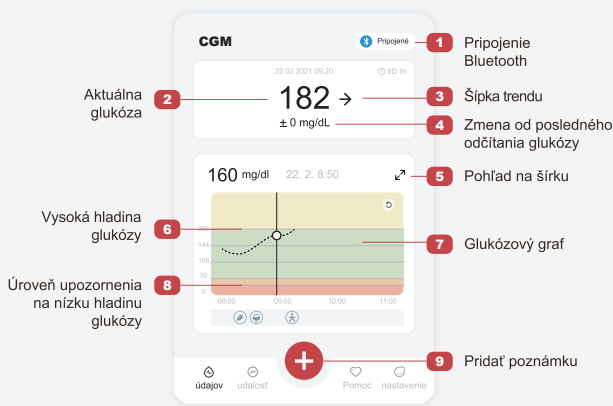 CGM
Pripojené
1 Pripojenie
Bluetooth
22.02.2021 09:20
8D 1h
Aktuálna
glukóza
2
182
3 Šípka trendu
± 0 mg/dL
4 Zmena od posledného
odčítania glukózy
160 mg/dl
22. 2. 8:50
5 Pohľad na šírku
Vysoká hladina
glukózy
6
200
144
108
70
0
7 Glukózový graf
Úroveň upozornenia
na nízku hladinu
glukózy
8
08:00 09:00 10:00 11:00
9 Pridať poznámku
údajov
udalosť
Pomoc
nastavenie